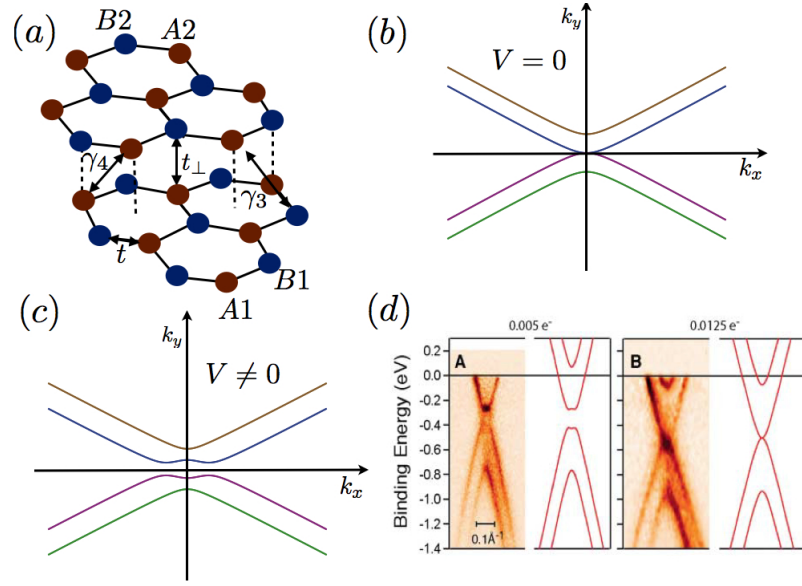 (a)
B2 A2
γ4
t⊥
γ3
t
B1
A1
(b)
ky
V = 0
kx
(c)
ky
V ≠ 0
kx
(d)
0.005 e⁻ 0.0125 e⁻
Binding Energy (eV)
A
B
0.2
0.0
-0.2
-0.4
-0.6
-0.8
-1.0
-1.2
-1.4
0.1Å⁻¹